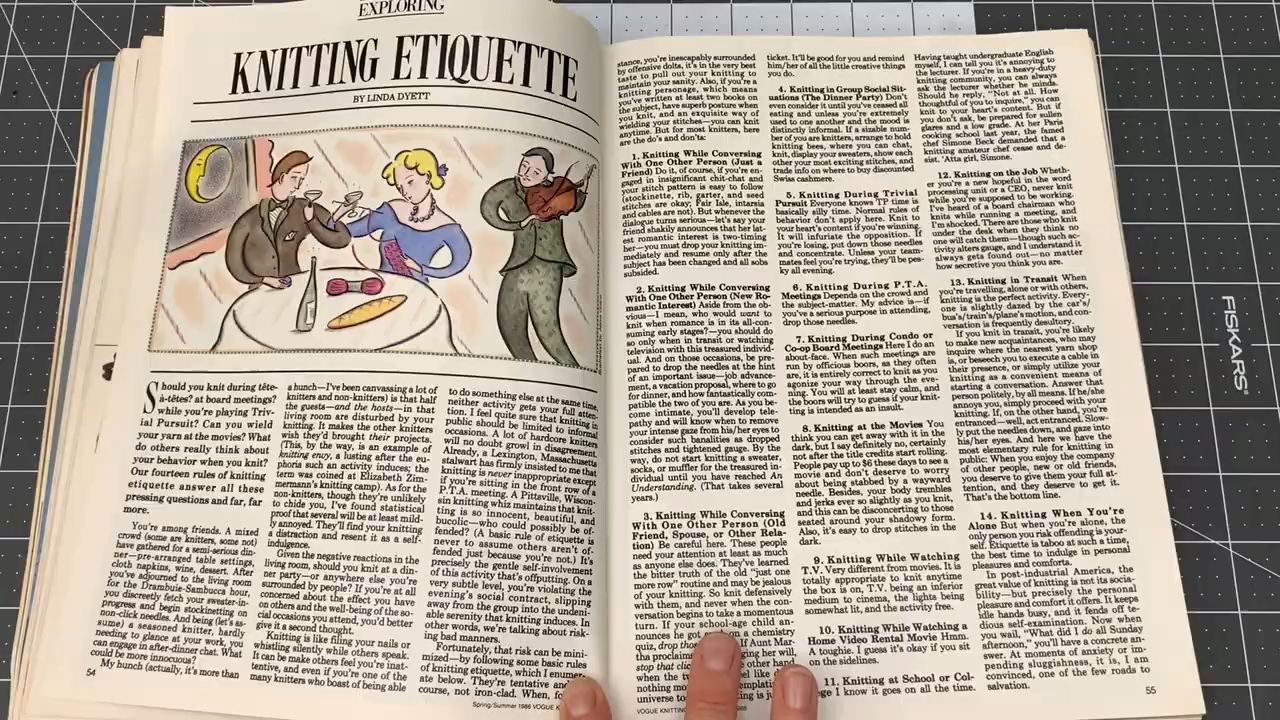 EXPLORING
KNITTING ETIQUETTE
BY LINDA DYETT
Should you knit during tête-
à-têtes? at board meetings?
while you're playing Triv-
ial Pursuit? Can you wield
your yarn at the movies? What
do others really think about
your behavior when you knit?
Our fourteen rules of knitting
etiquette answer all these
pressing questions and far, far
more.
You're among friends. A mixed
crowd (some are knitters, some not)
have gathered for a semi-serious din-
ner—pre-arranged table settings,
cloth napkins, wine, dessert. After
you've adjourned to the living room
for the Drambuie-Sambucca hour,
you discreetly fetch your sweater-in-
progress and begin stockinetting on
non-click needles. And being (let's as-
sume) a seasoned knitter, hardly
needing to glance at your work, you
can engage in after-dinner chat. What
could be more innocuous?
My hunch (actually, it's more than
54
a hunch—I've been canvassing a lot of
knitters and non-knitters) is that half
the guests—and the hosts—in that
living room are disturbed by your
knitting. It makes the other knitters
wish they'd brought their projects.
(This, by the way, is an example of
knitting envy, a lusting after the eu-
phoria such an activity induces; the
term was coined at Elizabeth Zim-
mermann's knitting camp). As for the
non-knitters, though they're unlikely
to chide you, I've found statistical
proof that several will be at least mild-
ly annoyed. They'll find your knitting
a distraction and resent it as a self-
indulgence.
Given the negative reactions in the
living room, should you knit at a din-
ner party—or anywhere else you're
surrounded by people? If you're at all
concerned about the effect you have
on others and the well-being of the so-
cial occasions you attend, you'd better
give it a second thought.
Knitting is like filing your nails or
whistling silently while others speak.
It can make others feel you're inat-
tentive, and even if you're one of the
many knitters who boast of being able
to do something else at the same time,
neither activity gets your full atten-
tion. I feel quite sure that knitting in
public should be limited to informal
occasions. A lot of hardcore knitters
will no doubt growl in disagreement.
Already, a Lexington, Massachusetts
stalwart has firmly insisted to me that
knitting is never inappropriate except
if you're sitting in the front row of a
P.T.A. meeting. A Pittsville, Wiscon-
sin knitting whiz maintains that knit-
ting is so innocent, beautiful, and
bucolic—who could possibly be of-
fended? (A basic rule of etiquette is
never to assume others aren't of-
fended just because you're not.) It's
precisely the gentle self-involvement
of this activity that's offputting. On a
very subtle level, you're violating the
evening's social contract, slipping
away from the group into the undeni-
able serenity that knitting induces. In
other words, we're talking about risk-
ing bad manners.
Fortunately, that risk can be mini-
mized—by following some basic rules
of knitting etiquette, which I enumer-
ate below. They're tentative and
course, not iron-clad. When,
Spring/Summer 1986 VOGUE
stance, you're inescapably surrounded
by offensive dolts, it's in the very best
taste to pull out your knitting to
maintain your sanity. Also, if you're a
knitting personage, which means
you've written at least two books on
the subject, have superb posture when
you knit, and an exquisite way of
wielding your stitches—you can knit
anytime. But for most knitters, here
are the do's and don'ts:
1. Knitting While Conversing
With One Other Person (Just a
Friend) Do it, of course, if you're en-
gaged in insignificant chit-chat and
your stitch pattern is easy to follow
(stockinette, rib, garter, and seed
stitches are okay; Fair Isle, intarsia
and cables are not). But whenever the
dialogue turns serious—let's say your
friend shakily announces that her lat-
est romantic interest is two-timing
her—you must drop your knitting im-
mediately and resume only after the
subject has been changed and all sobs
subsided.
2. Knitting While Conversing
With One Other Person (New Ro-
mantic Interest) Aside from the ob-
vious—I mean, who would want to
knit when romance is in its all-con-
suming early stages?—you should do
so only when in transit or watching
television with this treasured individ-
ual. And on those occasions, be pre-
pared to drop the needles at the hint
of an important issue—job advance-
ment, a vacation proposal, where to go
for dinner, and how fantastically com-
patible the two of you are. As you be-
come intimate, you'll develop tele-
pathy and will know when to remove
your intense gaze from his/her eyes to
consider such banalities as dropped
stitches and tightened gauge. By the
way, do not start knitting a sweater,
socks, or muffler for the treasured in-
dividual until you have reached An
Understanding. (That takes several
years.)
3. Knitting While Conversing
With One Other Person (Old
Friend, Spouse, or Other Rela-
tion) Be careful here. These people
need your attention at least as much
as anyone else does. They've learned
the bitter truth of the old "just one
more row" routine and may be jealous
of your knitting. So knit defensively
with them, and never when the con-
versation begins to take a momentous
turn. If your school-age child an-
nounces he got on a chemistry
quiz, drop If Aunt Mar-
tha proclaims ging her will,
stop that other hand,
when the feel like
nothing mo
universe to ing is
VOGUE KNITTING
ticket. It'll be good for you and remind
him/her of all the little creative things
you do.
4. Knitting in Group Social Sit-
uations (The Dinner Party) Don't
even consider it until you've ceased all
eating and unless you're extremely
used to one another and the mood is
distinctly informal. If a sizable num-
ber of you are knitters, arrange to hold
knitting bees, where you can chat,
knit, display your sweaters, show each
other your most exciting stitches, and
trade info on where to buy discounted
Swiss cashmere.
5. Knitting During Trivial
Pursuit Everyone knows TP time is
basically silly time. Normal rules of
behavior don't apply here. Knit to
your heart's content if you're winning.
It will infuriate the opposition. If
you're losing, put down those needles
and concentrate. Unless your team-
mates feel you're trying, they'll be pes-
ky all evening.
6. Knitting During P.T.A.
Meetings Depends on the crowd and
the subject-matter. My advice is—if
you've a serious purpose in attending,
drop those needles.
7. Knitting During Condo or
Co-op Board Meetings Here I do an
about-face. When such meetings are
run by officious boors, as they often
are, it is entirely correct to knit as you
agonize your way through the eve-
ning. You will at least stay calm, and
the boors will try to guess if your knit-
ting is intended as an insult.
8. Knitting at the Movies You
think you can get away with it in the
dark, but I say definitely no, certainly
not after the title credits start rolling.
People pay up to $6 these days to see a
movie and don't deserve to worry
about being stabbed by a wayward
needle. Besides, your body trembles
and jerks ever so slightly as you knit,
and this can be disconcerting to those
seated around your shadowy form.
Also, it's easy to drop stitches in the
dark.
9. Knitting While Watching
T.V. Very different from movies. It is
totally appropriate to knit anytime
the box is on, T.V. being an inferior
medium to cinema, the lights being
somewhat lit, and the activity free.
10. Knitting While Watching a
Home Video Rental Movie Hmm.
A toughie. I guess it's okay if you sit
on the sidelines.
11. Knitting at School or Col-
ege I know it goes on all the time.
Having taught undergraduate English
myself, I can tell you it's annoying to
the lecturer. If you're in a heavy-duty
knitting community, you can always
ask the lecturer whether he minds.
Should he reply, "Not at all. How
thoughtful of you to inquire," you can
knit to your heart's content. But if
you don't ask, be prepared for sullen
glares and a low grade. At her Paris
cooking school last year, the famed
chef Simone Beck demanded that a
knitting amateur chef cease and de-
sist. 'Atta girl, Simone.
12. Knitting on the Job Wheth-
er you're a new hopeful in the word
processing unit or a CEO, never knit
while you're supposed to be working.
I've heard of a board chairman who
knits while running a meeting, and
I'm shocked. There are those who knit
under the desk when they think no
one will catch them—though such ac-
tivity alters gauge, and I understand it
always gets found out—no matter
how secretive you think you are.
13. Knitting in Transit When
you're travelling, alone or with others,
knitting is the perfect activity. Every-
one is slightly dazed by the car's/
bus's/train's/plane's motion, and con-
versation is frequently desultory.
If you knit in transit, you're likely
to make new acquaintances, who may
inquire where the nearest yarn shop
is, or beseech you to execute a cable in
their presence, or simply utilize your
knitting as a convenient means of
starting a conversation. Answer that
person politely, by all means. If he/she
annoys you, simply proceed with your
knitting. If, on the other hand, you're
entranced—well, act entranced. Slow-
ly put the needles down, and gaze into
his/her eyes. And here we have the
most elementary rule for knitting in
public: When you enjoy the company
of other people, new or old friends,
you deserve to give them your full at-
tention, and they deserve to get it.
That's the bottom line.
14. Knitting When You're
Alone But when you're alone, the
only person you risk offending is your-
self. Etiquette is taboo at such a time,
the best time to indulge in personal
pleasures and comforts.
In post-industrial America, the
great value of knitting is not its socia-
bility—but precisely the personal
pleasure and comfort it offers. It keeps
idle hands busy, and it fends off te-
dious self-examination. Now when
you wail, "What did I do all Sunday
afternoon," you'll have a concrete an-
swer. At moments of anxiety or im-
pending sluggishness, it is, I am
convinced, one of the few roads to
salvation.
55
FISKARS